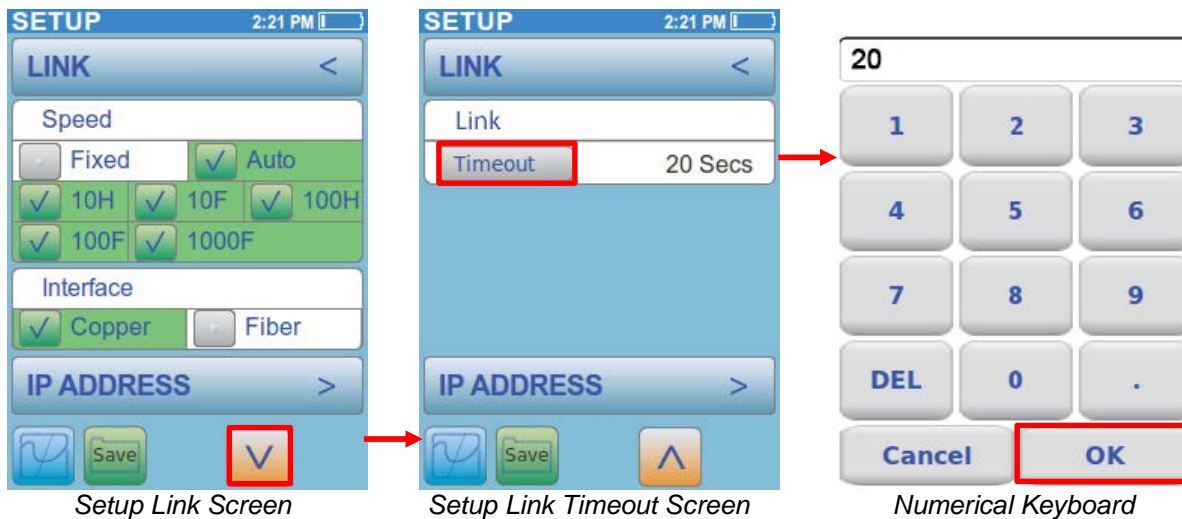 SETUP 2:21 PM
LINK <
Speed
Fixed Auto
10H 10F 100H
100F 1000F
Interface
Copper Fiber
IP ADDRESS >
Save
Setup Link Screen
SETUP 2:21 PM
LINK <
Link
Timeout 20 Secs
IP ADDRESS >
Save
Setup Link Timeout Screen
20
1 2 3
4 5 6
7 8 9
DEL 0 .
Cancel OK
Numerical Keyboard